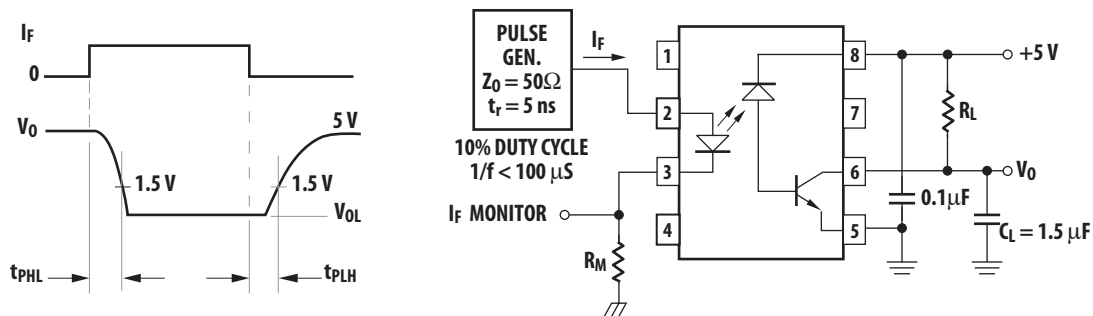 I_F
0
V_O
5 V
1.5 V
1.5 V
V_OL
t_PHL
t_PLH
PULSE
GEN.
Z_O = 50Ω
t_r = 5 ns
I_F
10% DUTY CYCLE
1/f < 100 μS
I_F MONITOR
R_M
1
2
3
4
8
7
6
5
+5 V
R_L
V_O
0.1μF
C_L = 1.5 μF